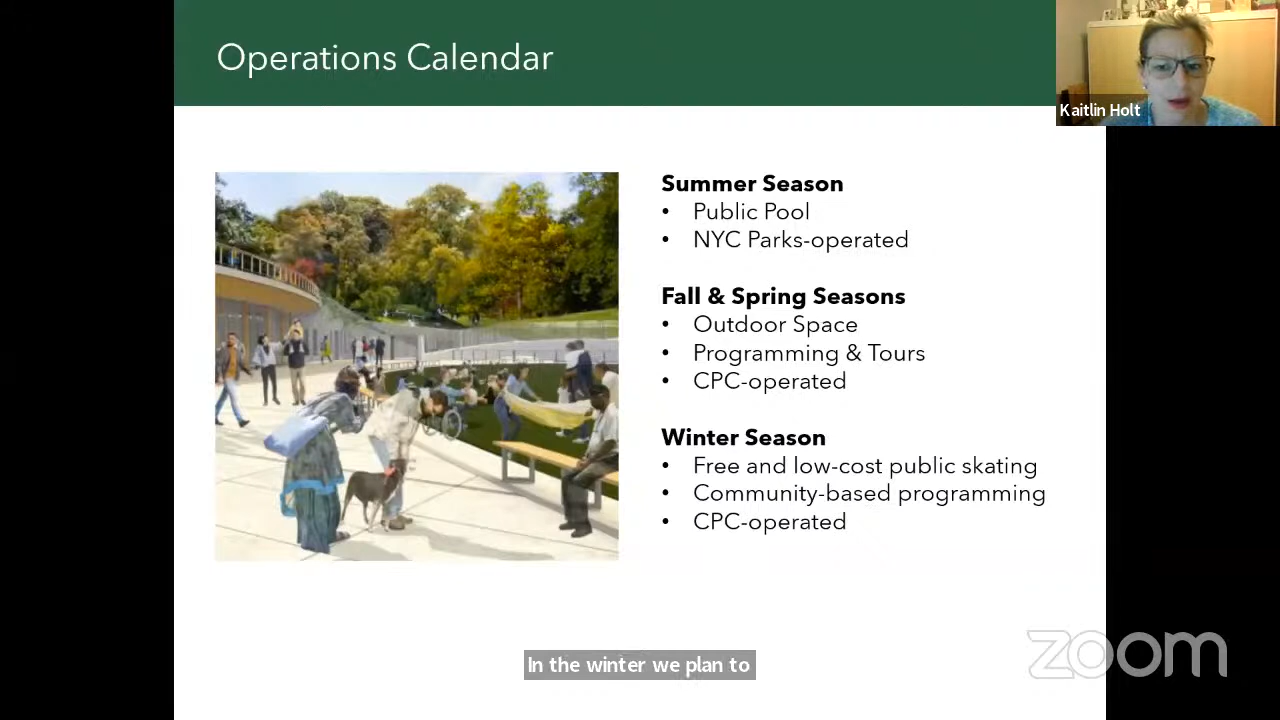 Operations Calendar
Kaitlin Holt
Summer Season
• Public Pool
• NYC Parks-operated
Fall & Spring Seasons
• Outdoor Space
• Programming & Tours
• CPC-operated
Winter Season
• Free and low-cost public skating
• Community-based programming
• CPC-operated
In the winter we plan to
zoom